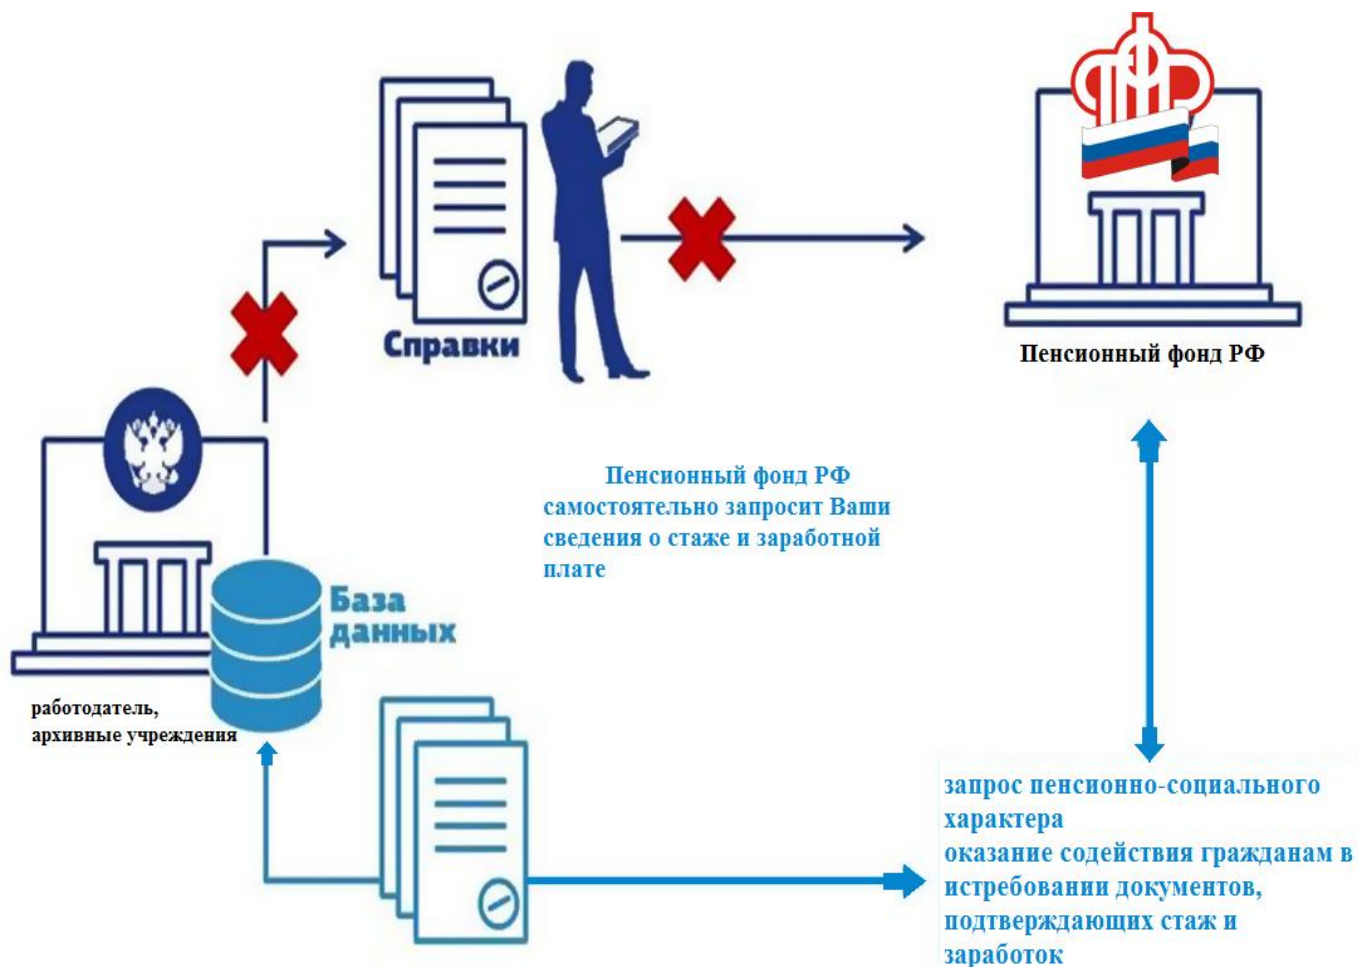 Справки
Пенсионный фонд РФ
Пенсионный фонд РФ
самостоятельно запросит Ваши
сведения о стаже и заработной
плате
База
данных
работодатель,
архивные учреждения
запрос пенсионно-социального
характера
оказание содействия гражданам в
истребовании документов,
подтверждающих стаж и
заработок